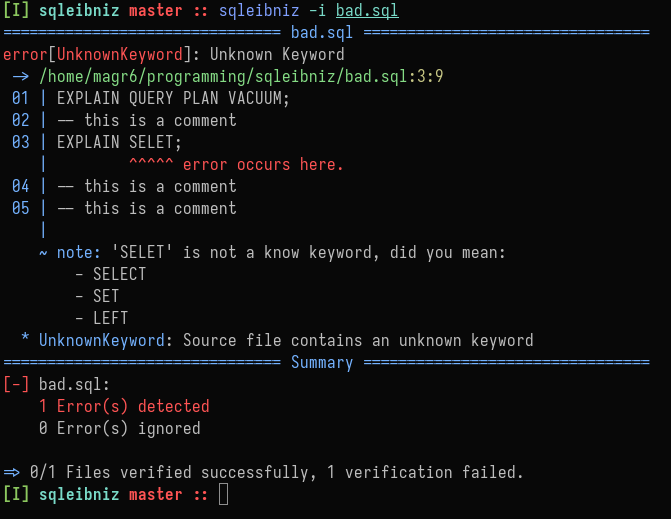 [I] sqleibniz master :: sqleibniz -i bad.sql
=============================== bad.sql ================================
error[UnknownKeyword]: Unknown Keyword
 -> /home/magr6/programming/sqleibniz/bad.sql:3:9
 01 | EXPLAIN QUERY PLAN VACUUM;
 02 | -- this is a comment
 03 | EXPLAIN SELET;
    |         ^^^^^ error occurs here.
 04 | -- this is a comment
 05 | -- this is a comment
    |
    ~ note: 'SELET' is not a know keyword, did you mean:
        - SELECT
        - SET
        - LEFT
  * UnknownKeyword: Source file contains an unknown keyword
=============================== Summary ================================
[-] bad.sql:
    1 Error(s) detected
    0 Error(s) ignored
=> 0/1 Files verified successfully, 1 verification failed.
[I] sqleibniz master ::